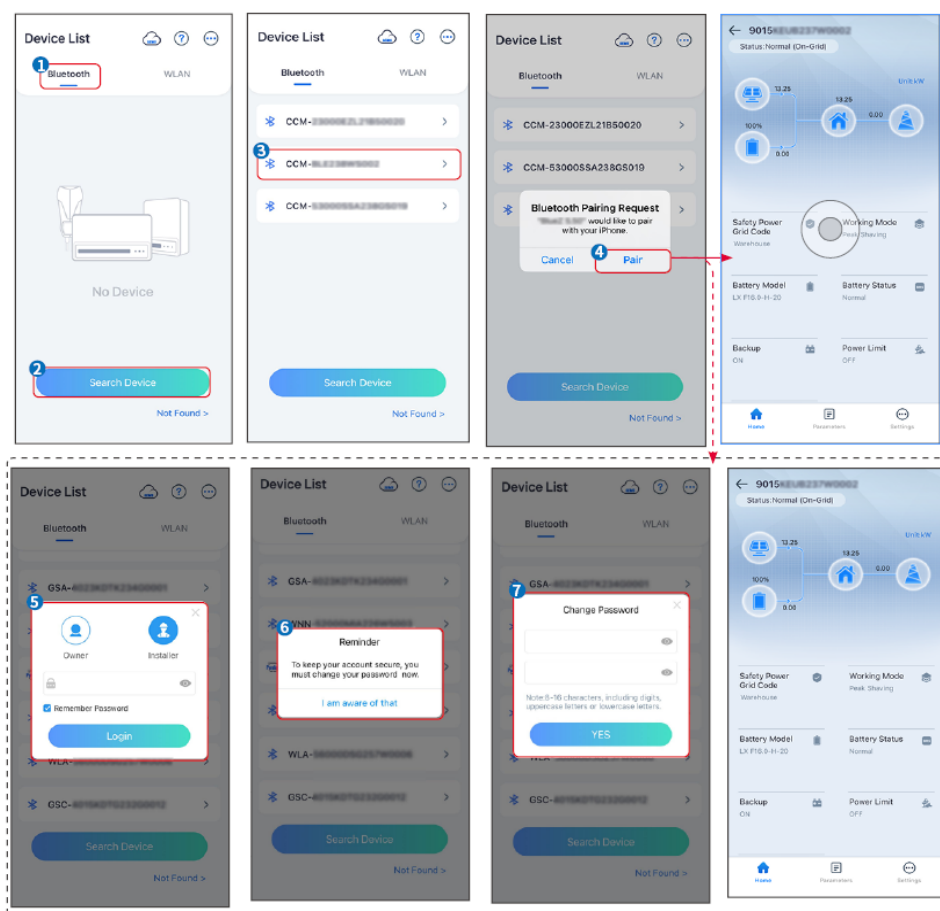 Device List
1
Bluetooth
WLAN
No Device
2
Search Device
Not Found >
Device List
Bluetooth
WLAN
CCM-
3
CCM-
CCM-
Search Device
Not Found >
Device List
Bluetooth
WLAN
CCM-23000EZL21B50020
CCM-53000SSA238GS019
Bluetooth Pairing Request
would like to pair
with your iPhone.
Cancel
4
Pair
Search Device
Not Found >
9015
Status:Normal (On-Grid)
Unit: kW
13.25
13.25
0.00
100%
0.00
Safety Power
Grid Code
Warehouse
Working Mode
Peak Shaving
Battery Model
LX F16.0-H-20
Battery Status
Normal
Backup
ON
Power Limit
OFF
Home
Parameters
Settings
Device List
Bluetooth
WLAN
GSA-
5
Owner
Installer
Remember Password
Login
WLA-
GSC-
Search Device
Not Found >
Device List
Bluetooth
WLAN
GSA-
WNN-
6
Reminder
To keep your account secure, you
must change your password now.
I am aware of that
WLA-
GSC-
Search Device
Not Found >
Device List
Bluetooth
WLAN
GSA-
7
Change Password
Note:8-16 characters, including digits,
uppercase letters or lowercase letters.
YES
WLA-
GSC-
Search Device
Not Found >
9015
Status:Normal (On-Grid)
Unit: kW
13.25
13.25
0.00
100%
0.00
Safety Power
Grid Code
Warehouse
Working Mode
Peak Shaving
Battery Model
LX F16.0-H-20
Battery Status
Normal
Backup
ON
Power Limit
OFF
Home
Parameters
Settings